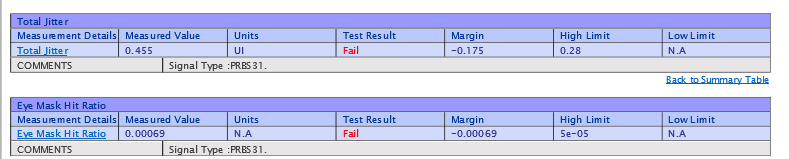 Total Jitter
Measurement Details Measured Value Units Test Result Margin High Limit Low Limit
Total Jitter 0.455 UI Fail -0.175 0.28 N.A
COMMENTS Signal Type :PRBS31.
Back to Summary Table
Eye Mask Hit Ratio
Measurement Details Measured Value Units Test Result Margin High Limit Low Limit
Eye Mask Hit Ratio 0.00069 N.A Fail -0.00069 5e-05 N.A
COMMENTS Signal Type :PRBS31.